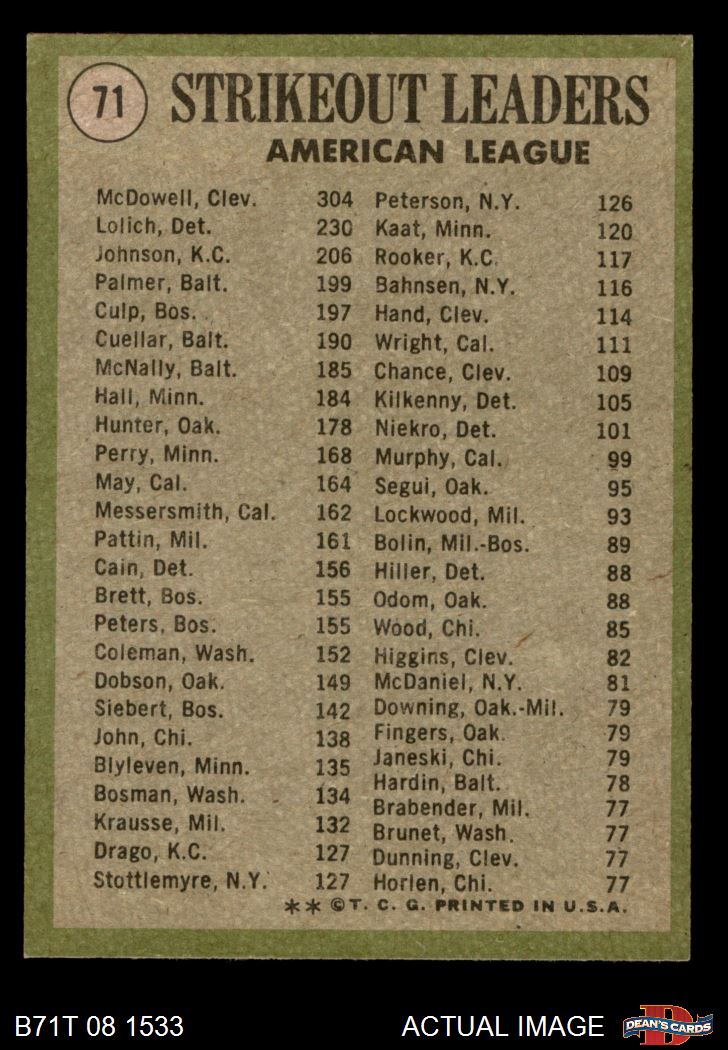 71 STRIKEOUT LEADERS
AMERICAN LEAGUE
McDowell, Clev. 304
Lolich, Det. 230
Johnson, K.C. 206
Palmer, Balt. 199
Culp, Bos. 197
Cuellar, Balt. 190
McNally, Balt. 185
Hall, Minn. 184
Hunter, Oak. 178
Perry, Minn. 168
May, Cal. 164
Messersmith, Cal. 162
Pattin, Mil. 161
Cain, Det. 156
Brett, Bos. 155
Peters, Bos. 155
Coleman, Wash. 152
Dobson, Oak. 149
Siebert, Bos. 142
John, Chi. 138
Blyleven, Minn. 135
Bosman, Wash. 134
Krausse, Mil. 132
Drago, K.C. 127
Stottlemyre, N.Y. 127
Peterson, N.Y. 126
Kaat, Minn. 120
Rooker, K.C. 117
Bahnsen, N.Y. 116
Hand, Clev. 114
Wright, Cal. 111
Chance, Clev. 109
Kilkenny, Det. 105
Niekro, Det. 101
Murphy, Cal. 99
Segui, Oak. 95
Lockwood, Mil. 93
Bolin, Mil.-Bos. 89
Hiller, Det. 88
Odom, Oak. 88
Wood, Chi. 85
Higgins, Clev. 82
McDaniel, N.Y. 81
Downing, Oak.-Mil. 79
Fingers, Oak. 79
Janeski, Chi. 79
Hardin, Balt. 78
Brabender, Mil. 77
Brunet, Wash. 77
Dunning, Clev. 77
Horlen, Chi. 77
** ©T. C. G. PRINTED IN U.S.A.
B71T 08 1533 ACTUAL IMAGE DEAN'S CARDS